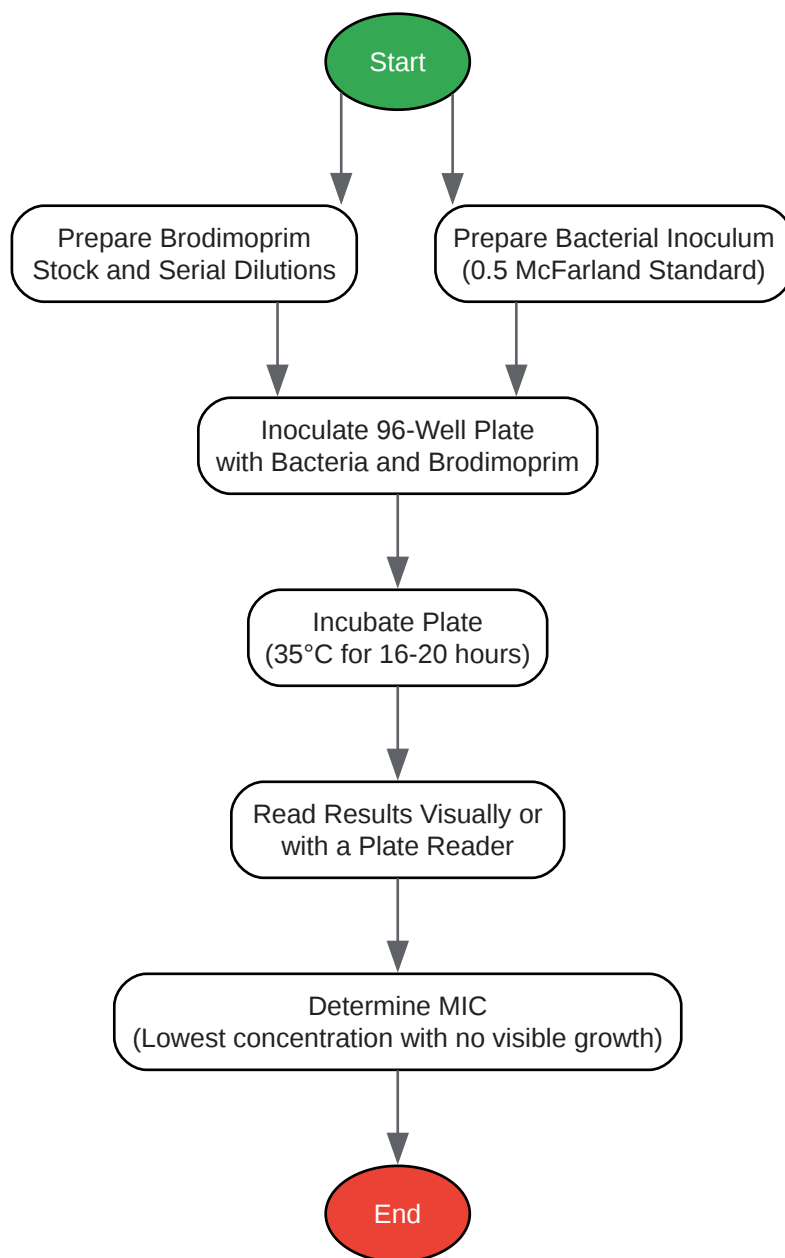 Start
Prepare Brodimoprim
Stock and Serial Dilutions
Prepare Bacterial Inoculum
(0.5 McFarland Standard)
Inoculate 96-Well Plate
with Bacteria and Brodimoprim
Incubate Plate
(35°C for 16-20 hours)
Read Results Visually or
with a Plate Reader
Determine MIC
(Lowest concentration with no visible growth)
End